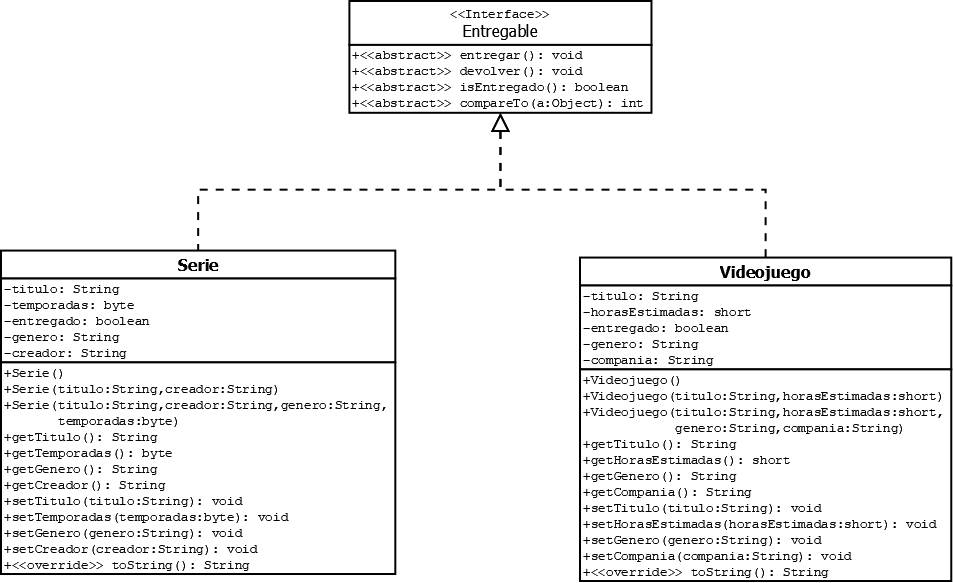 <<Interface>>
Entregable
+<<abstract>> entregar(): void
+<<abstract>> devolver(): void
+<<abstract>> isEntregado(): boolean
+<<abstract>> compareTo(a:Object): int
Serie
-titulo: String
-temporadas: byte
-entregado: boolean
-genero: String
-creador: String
+Serie()
+Serie(titulo:String,creador:String)
+Serie(titulo:String,creador:String,genero:String,
temporadas:byte)
+getTitulo(): String
+getTemporadas(): byte
+getGenero(): String
+getCreador(): String
+setTitulo(titulo:String): void
+setTemporadas(temporadas:byte): void
+setGenero(genero:String): void
+setCreador(creador:String): void
+<<override>> toString(): String
Videojuego
-titulo: String
-horasEstimadas: short
-entregado: boolean
-genero: String
-compania: String
+Videojuego()
+Videojuego(titulo:String,horasEstimadas:short)
+Videojuego(titulo:String,horasEstimadas:short,
genero:String,compania:String)
+getTitulo(): String
+getHorasEstimadas(): short
+getGenero(): String
+getCompania(): String
+setTitulo(titulo:String): void
+setHorasEstimadas(horasEstimadas:short): void
+setGenero(genero:String): void
+setCompania(compania:String): void
+<<override>> toString(): String